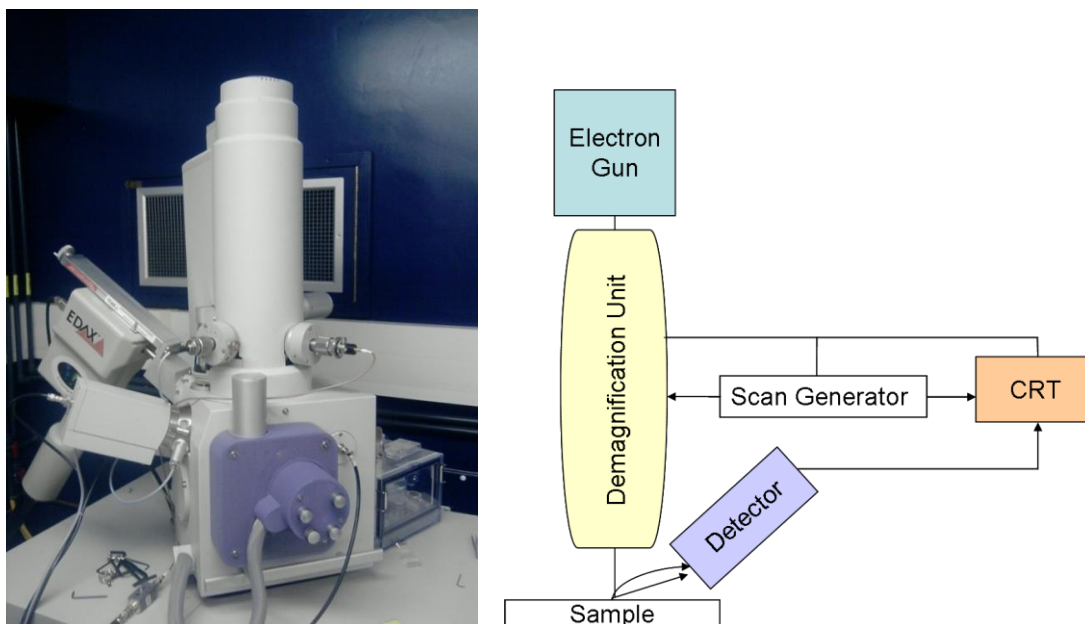 EDAX
Electron
Gun
Demagnification Unit
Scan Generator
CRT
Detector
Sample